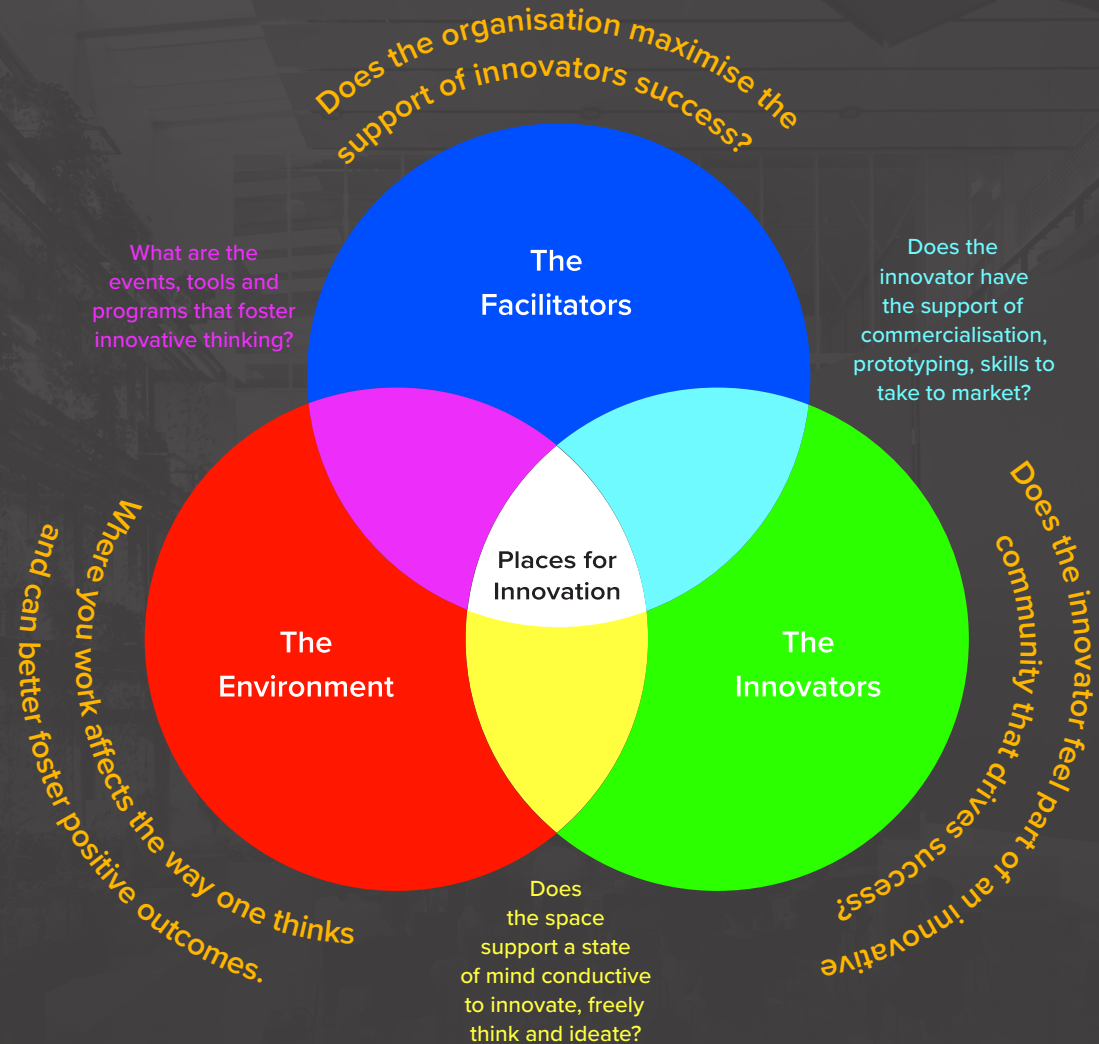 Does the organisation maximise the
support of innovators success?
What are the
events, tools and
programs that foster
innovative thinking?
The
Facilitators
Does the
innovator have
the support of
commercialisation,
prototyping, skills to
take to market?
Places for
Innovation
The
Environment
The
Innovators
Where you work affects the way one thinks
and can better foster positive outcomes.
Does the innovator feel part of an innovative
community that drives success?
Does
the space
support a state
of mind conductive
to innovate, freely
think and ideate?